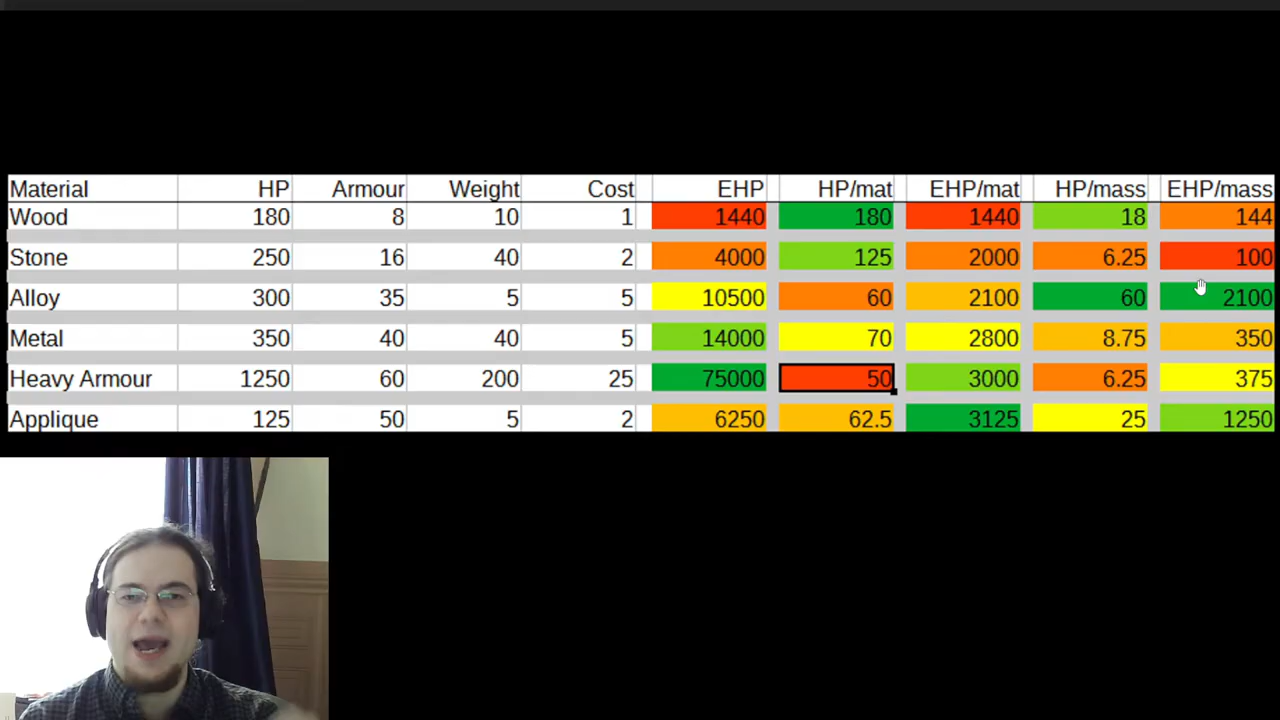 Material HP Armour Weight Cost EHP HP/mat EHP/mat HP/mass EHP/mass
Wood 180 8 10 1 1440 180 1440 18 144
Stone 250 16 40 2 4000 125 2000 6.25 100
Alloy 300 35 5 5 10500 60 2100 60 2100
Metal 350 40 40 5 14000 70 2800 8.75 350
Heavy Armour 1250 60 200 25 75000 50 3000 6.25 375
Applique 125 50 5 2 6250 62.5 3125 25 1250